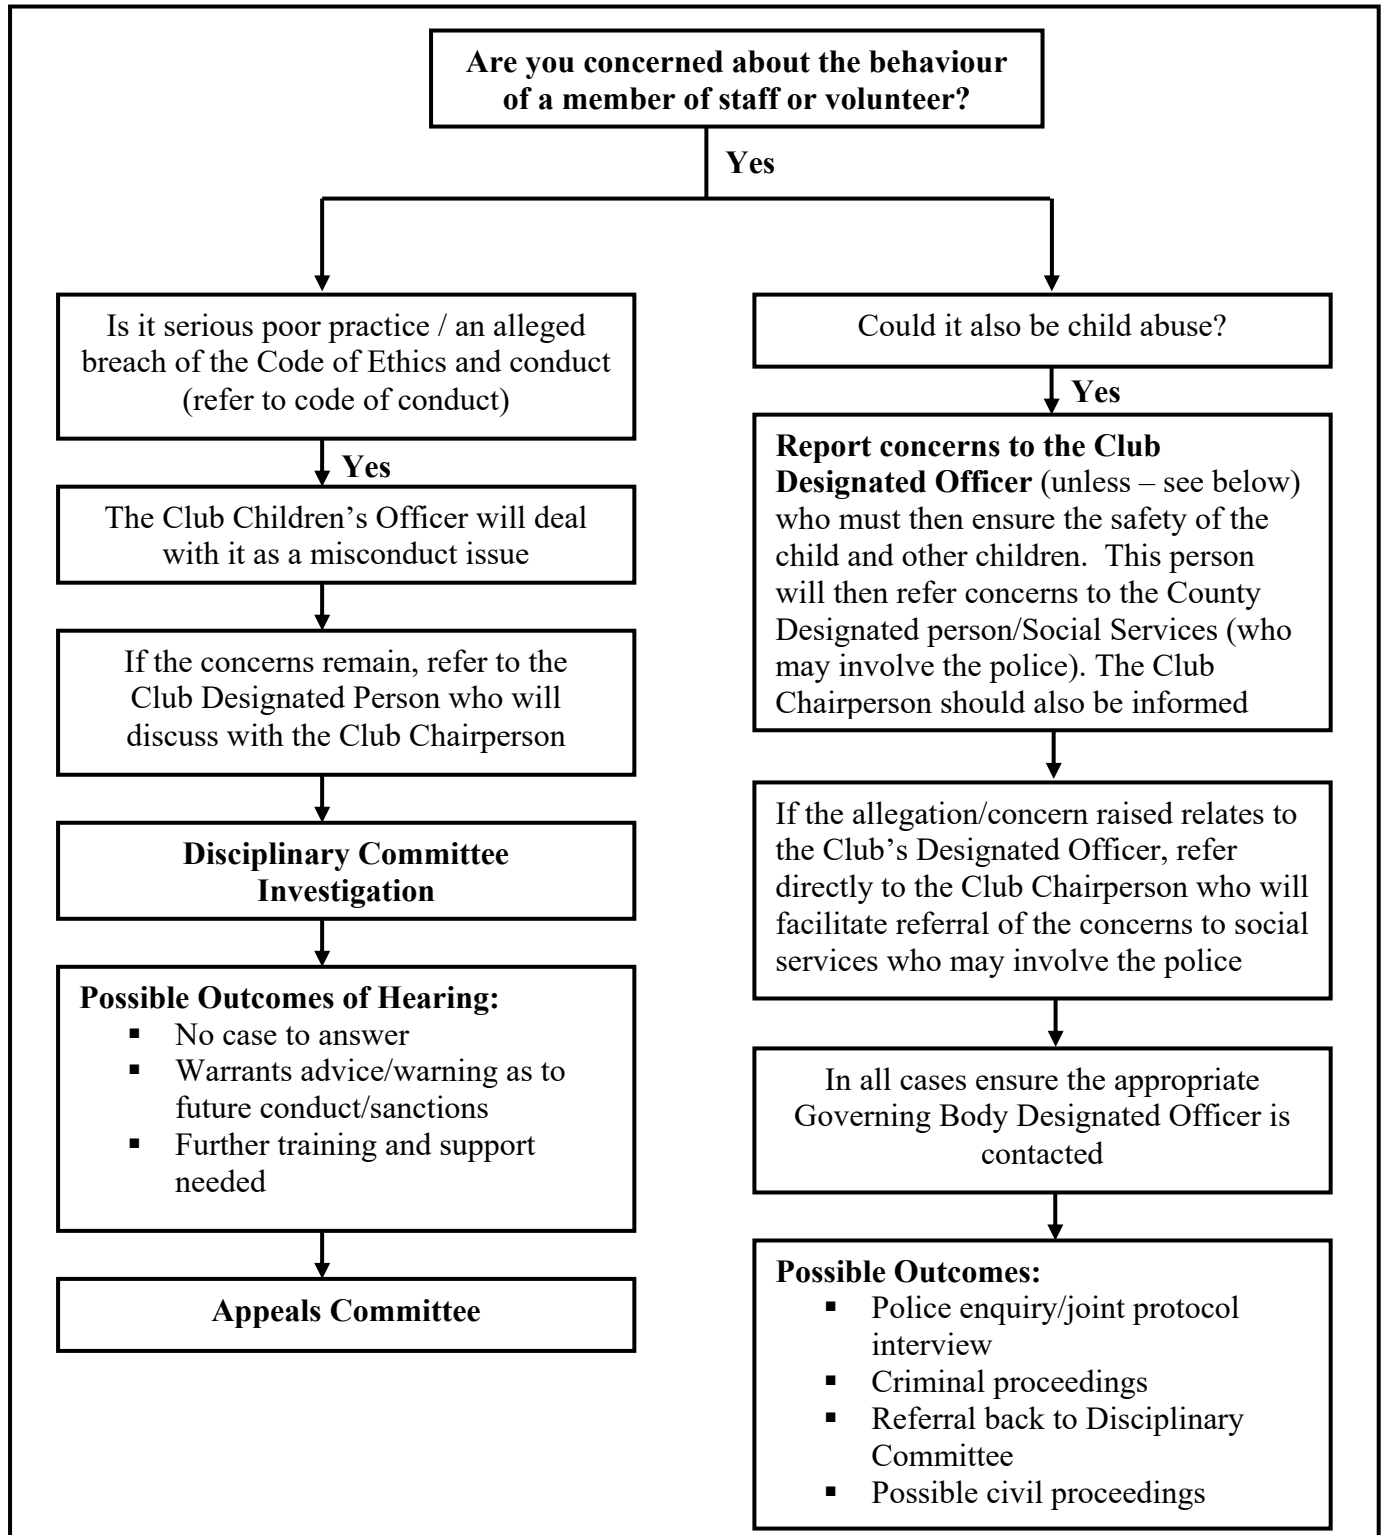 Are you concerned about the behaviour
of a member of staff or volunteer?
Yes
Is it serious poor practice / an alleged
breach of the Code of Ethics and conduct
(refer to code of conduct)
Yes
The Club Children’s Officer will deal
with it as a misconduct issue
If the concerns remain, refer to the
Club Designated Person who will
discuss with the Club Chairperson
Disciplinary Committee
Investigation
Possible Outcomes of Hearing:
▪ No case to answer
▪ Warrants advice/warning as to
future conduct/sanctions
▪ Further training and support
needed
Appeals Committee
Could it also be child abuse?
Yes
Report concerns to the Club
Designated Officer (unless – see below)
who must then ensure the safety of the
child and other children. This person
will then refer concerns to the County
Designated person/Social Services (who
may involve the police). The Club
Chairperson should also be informed
If the allegation/concern raised relates to
the Club’s Designated Officer, refer
directly to the Club Chairperson who will
facilitate referral of the concerns to social
services who may involve the police
In all cases ensure the appropriate
Governing Body Designated Officer is
contacted
Possible Outcomes:
▪ Police enquiry/joint protocol
interview
▪ Criminal proceedings
▪ Referral back to Disciplinary
Committee
▪ Possible civil proceedings